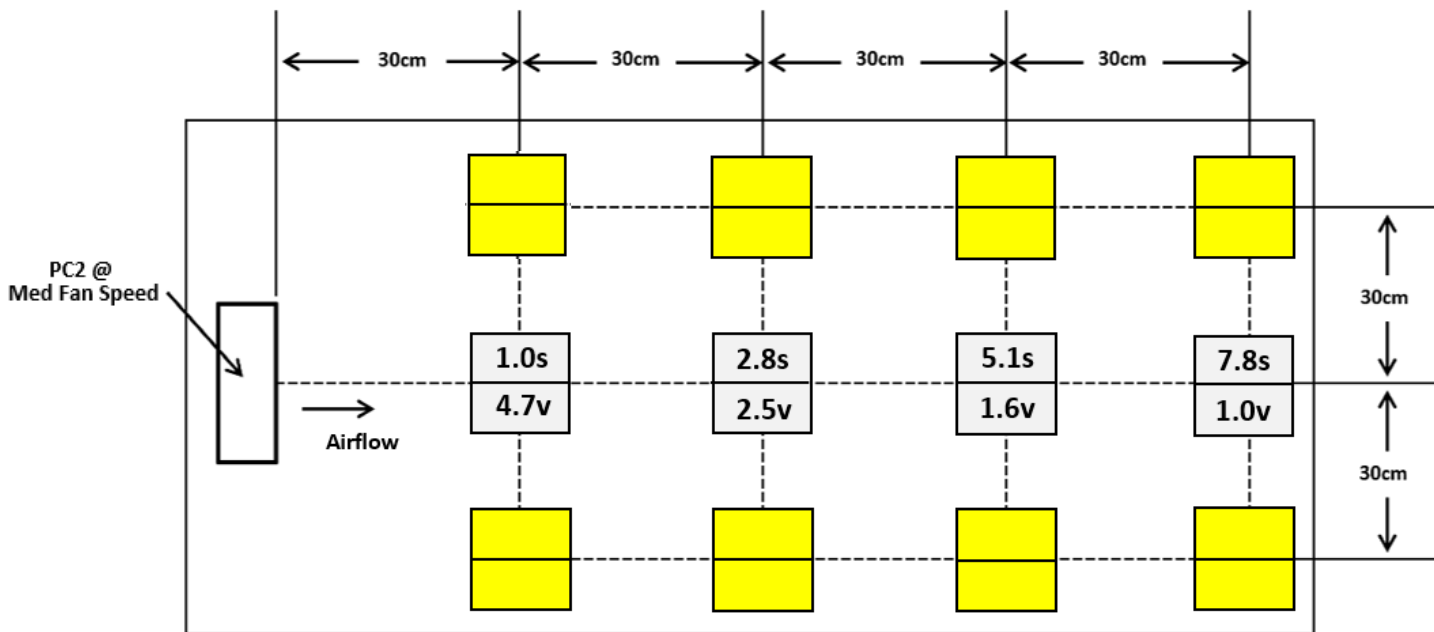 30cm
30cm
30cm
30cm
PC2 @
Med Fan Speed
30cm
1.0s
2.8s
5.1s
7.8s
4.7v
2.5v
1.6v
1.0v
Airflow
30cm